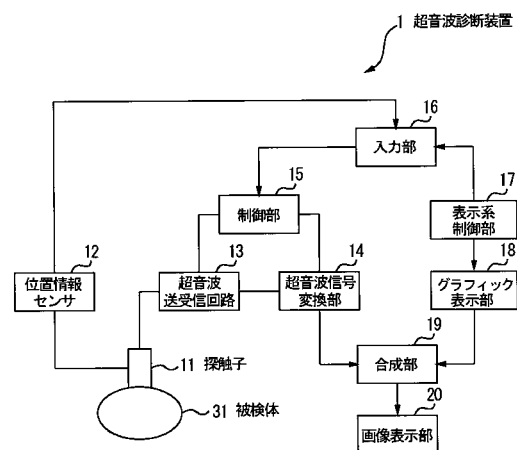 1 超音波診断装置
16
入力部
15
制御部
17
表示系
制御部
12
位置情報
センサ
13
超音波
送受信回路
14
超音波信号
変換部
18
グラフィック
表示部
19
合成部
11 探触子
20
画像表示部
31 被検体